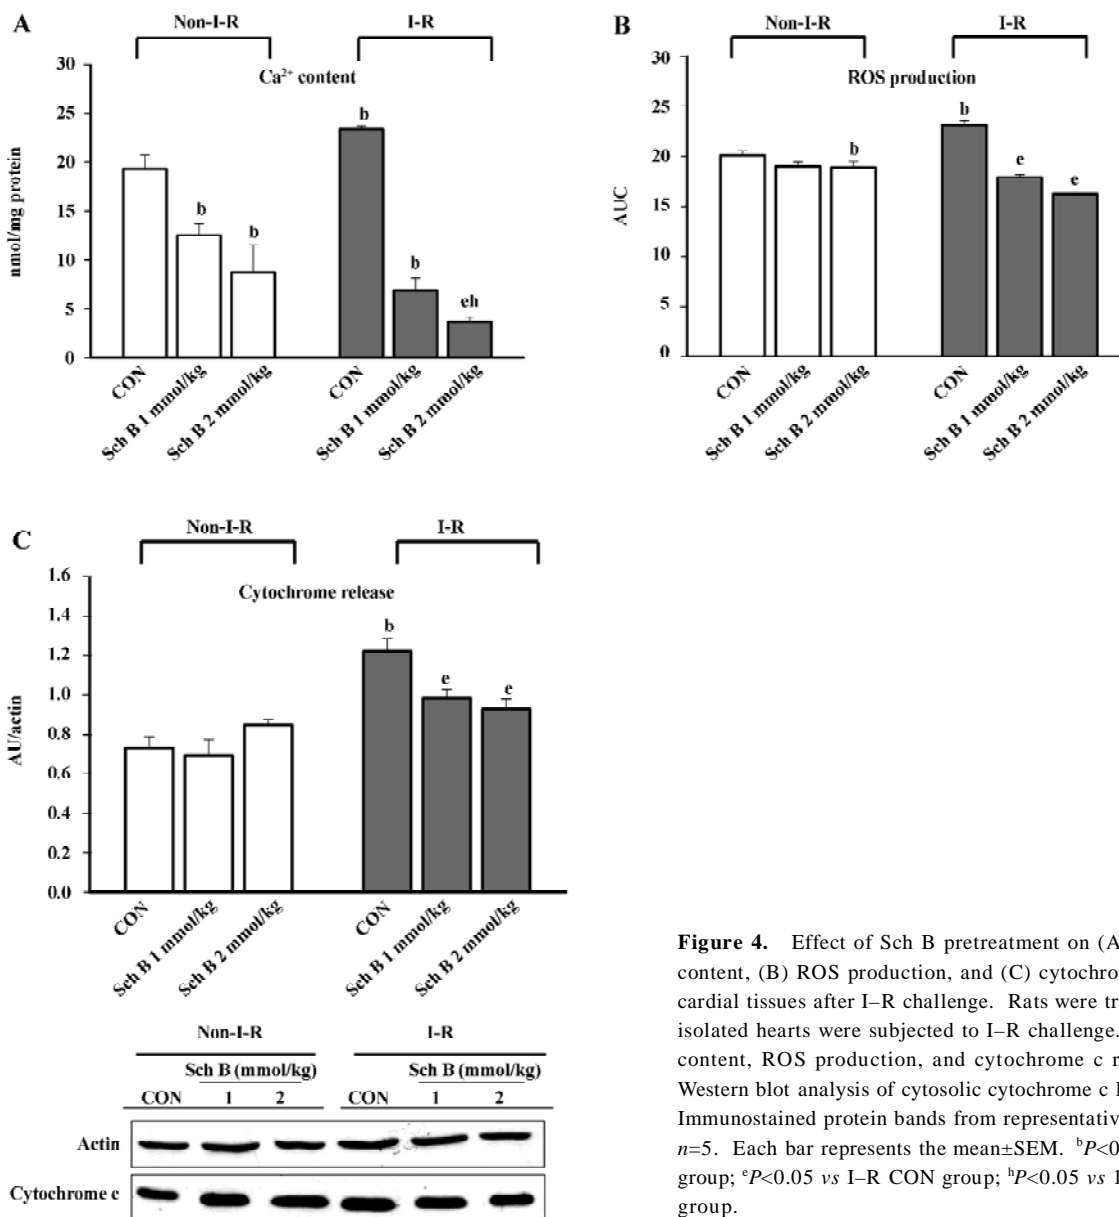 A
Non-I-R
I-R
Ca²⁺ content
nmol/mg protein
30
25
20
15
10
5
0
b
b
b
b
eh
CON
Sch B 1 mmol/kg
Sch B 2 mmol/kg
CON
Sch B 1 mmol/kg
Sch B 2 mmol/kg
B
Non-I-R
I-R
ROS production
AUC
30
25
20
15
10
5
0
b
b
e
e
CON
Sch B 1 mmol/kg
Sch B 2 mmol/kg
CON
Sch B 1 mmol/kg
Sch B 2 mmol/kg
C
Non-I-R
I-R
Cytochrome release
AU/actin
1.6
1.4
1.2
1.0
0.8
0.6
0.4
0.2
0.0
b
e
e
CON
Sch B 1 mmol/kg
Sch B 2 mmol/kg
CON
Sch B 1 mmol/kg
Sch B 2 mmol/kg
Non-I-R
I-R
Sch B (mmol/kg)
Sch B (mmol/kg)
CON 1 2 CON 1 2
Actin
Cytochrome c
Figure 4. Effect of Sch B pretreatment on (A
content, (B) ROS production, and (C) cytochro
cardial tissues after I–R challenge. Rats were tr
isolated hearts were subjected to I–R challenge.
content, ROS production, and cytochrome c r
Western blot analysis of cytosolic cytochrome c
Immunostained protein bands from representativ
n=5. Each bar represents the mean±SEM. ᵇP<0
group; ᵉP<0.05 vs I–R CON group; ʰP<0.05 vs I
group.